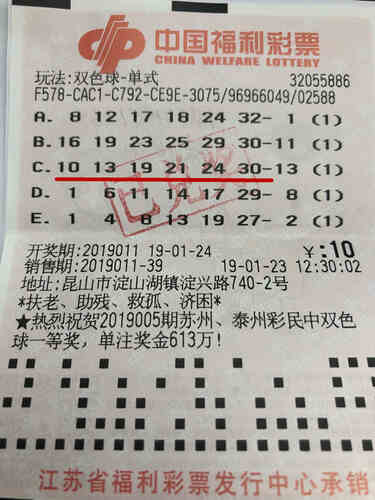 中国福利彩票
CHINA WELFARE LOTTERY
玩法:双色球-单式 32055886
F578-CAC1-C792-CE9E-3075/96966049/02588
A. 8 12 17 18 24 32- 1 (1)
B. 16 19 23 25 29 30-11 (1)
C. 10 13 19 21 24 30-13 (1)
D. 1 6 11 14 17 29- 8 (1)
E. 1 4 8 13 19 27- 2 (1)
已兑奖
开奖期:2019011 19-01-24 ¥:10
销售期:2019011-39 19-01-23 12:30:02
地址:昆山市淀山湖镇淀兴路740-2号
*扶老、助残、救孤、济困*
★热烈祝贺2019005期苏州、泰州彩民中双色
球一等奖,单注奖金613万!
江苏省福利彩票发行中心承销